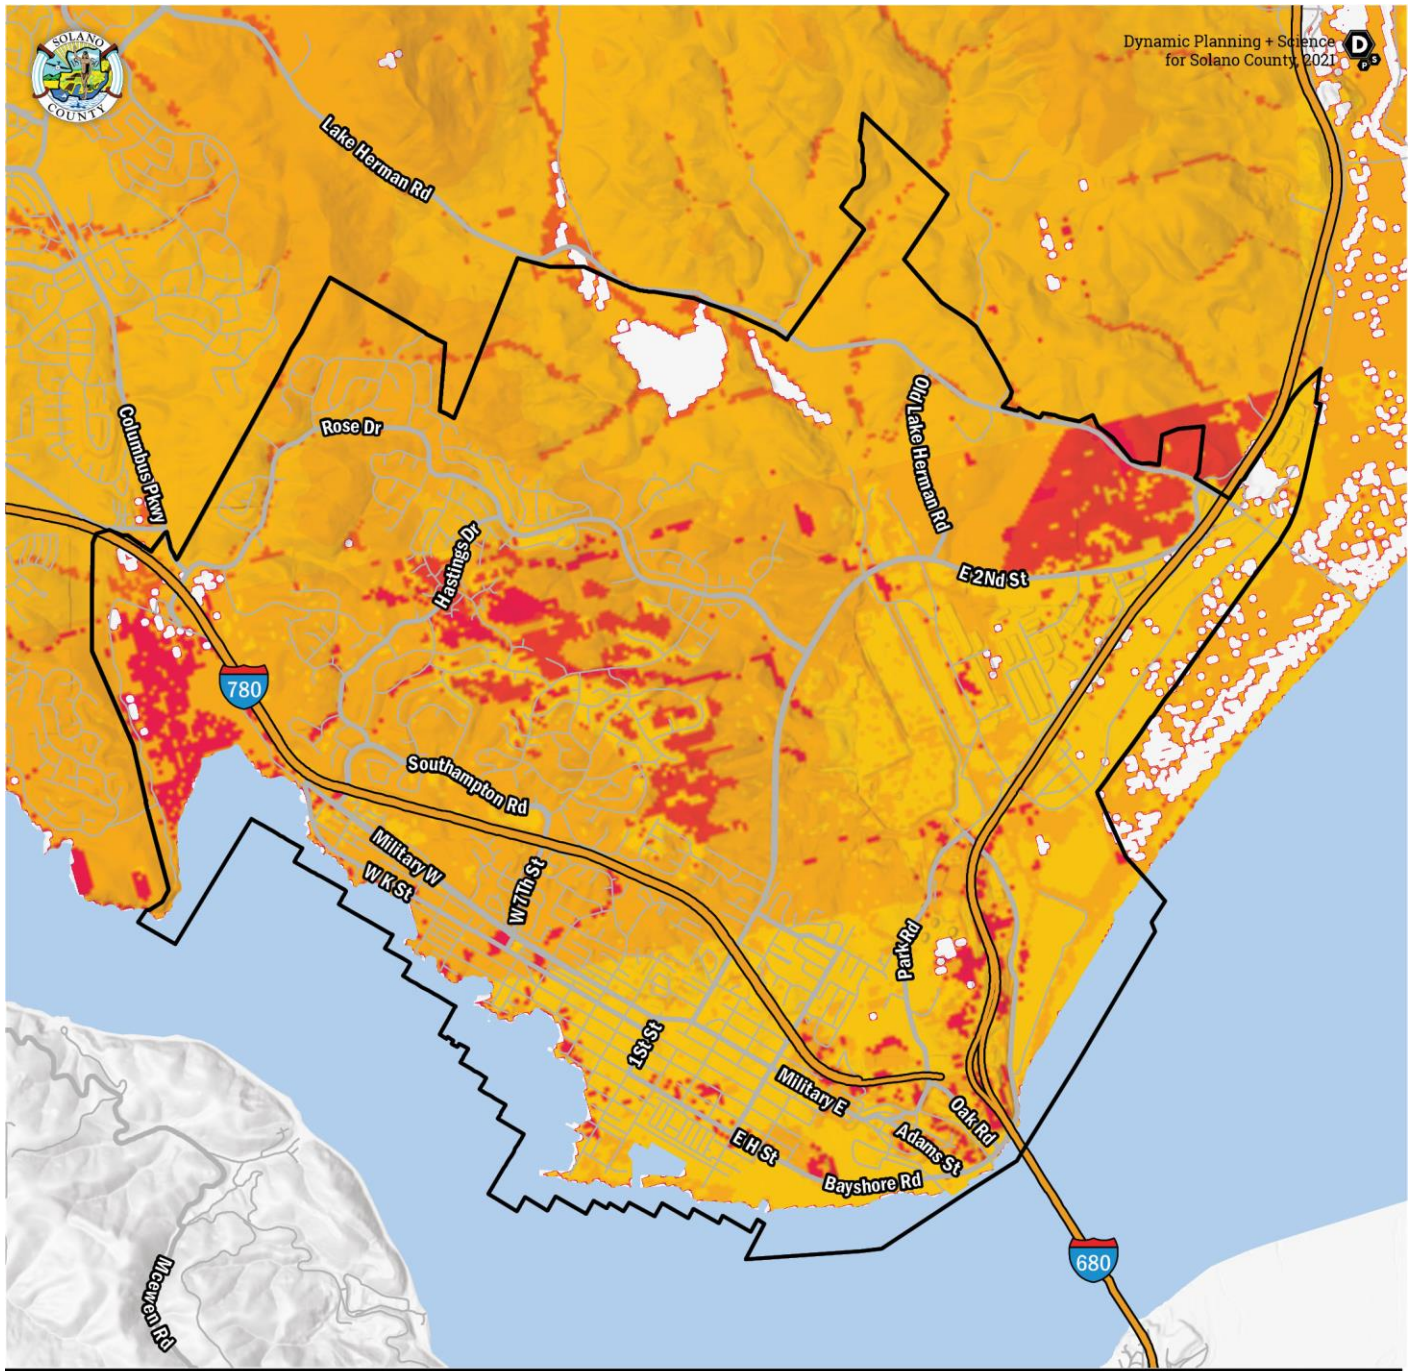 SOLANO
COUNTY
Dynamic Planning + Science
for Solano County, 2021
D
P S
Lake Herman Rd
Columbus Pkwy
Rose Dr
Old Lake Herman Rd
Hastings Dr
E 2Nd St
780
Southampton Rd
Military W
W K St
W 7Th St
Park Rd
1St St
Military E
Oak Rd
Adams St
E H St
Bayshore Rd
680
Mcewen Rd